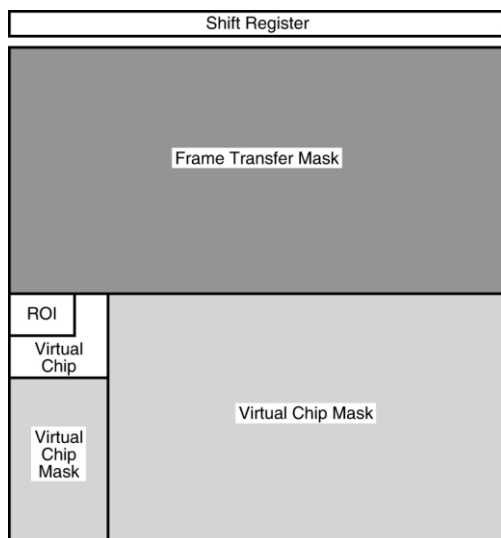 Shift Register
Frame Transfer Mask
ROI
Virtual
Chip
Virtual Chip Mask
Virtual
Chip
Mask